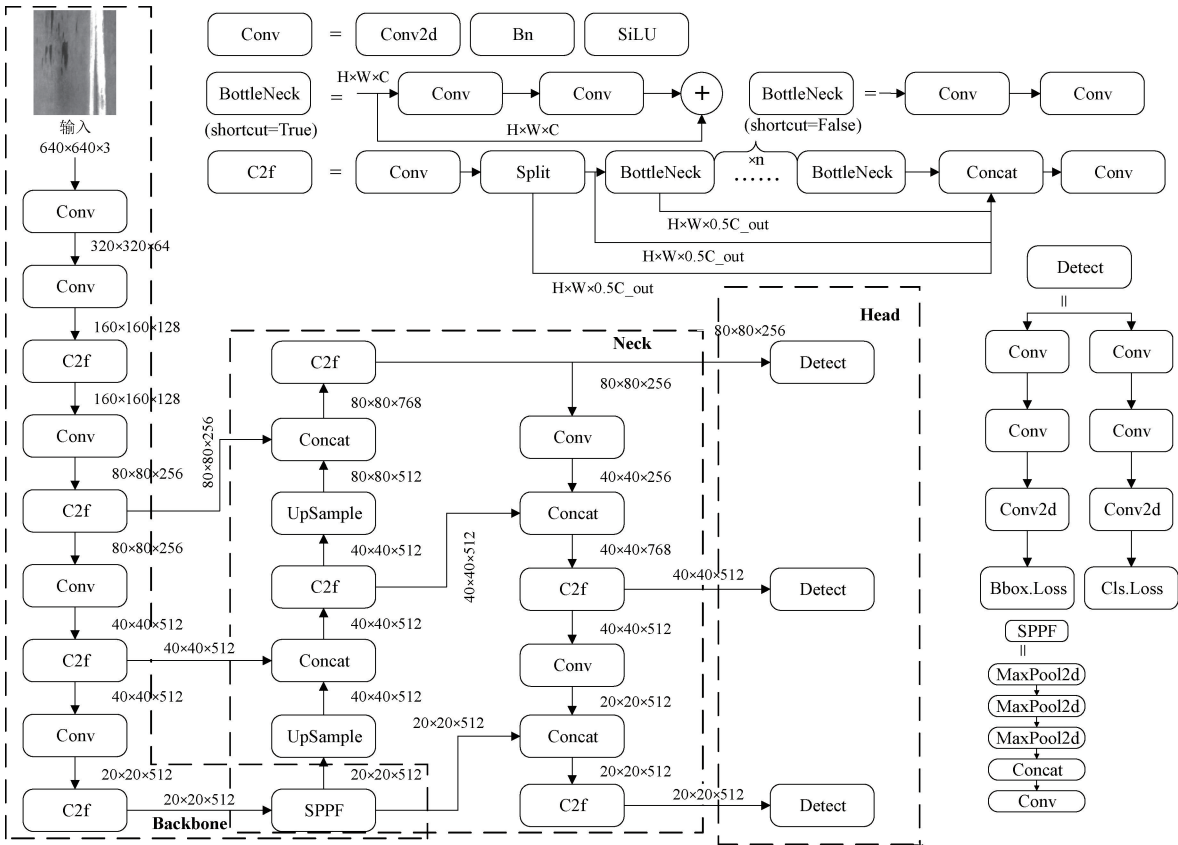 输入
640×640×3
Conv
320×320×64
Conv
160×160×128
C2f
160×160×128
Conv
80×80×256
C2f
80×80×256
Conv
40×40×512
C2f
40×40×512
Conv
20×20×512
C2f
Backbone
Conv = Conv2d Bn SiLU
BottleNeck = H×W×C Conv Conv +
(shortcut=True) H×W×C
BottleNeck = Conv Conv
(shortcut=False)
C2f = Conv Split BottleNeck ×n …… BottleNeck Concat Conv
H×W×0.5C_out
H×W×0.5C_out
H×W×0.5C_out
Neck
C2f
80×80×768
80×80×256
Concat
80×80×512
UpSample
40×40×512
C2f
40×40×512
40×40×512
Concat
40×40×512
UpSample
20×20×512
20×20×512
SPPF
80×80×256
Conv
40×40×256
40×40×512
Concat
40×40×768
C2f
40×40×512
Conv
20×20×512
20×20×512
Concat
20×20×512
C2f
Head
80×80×256
Detect
40×40×512
Detect
20×20×512
Detect
Detect
=
Conv Conv
Conv Conv
Conv2d Conv2d
Bbox.Loss Cls.Loss
SPPF
=
MaxPool2d
MaxPool2d
MaxPool2d
Concat
Conv